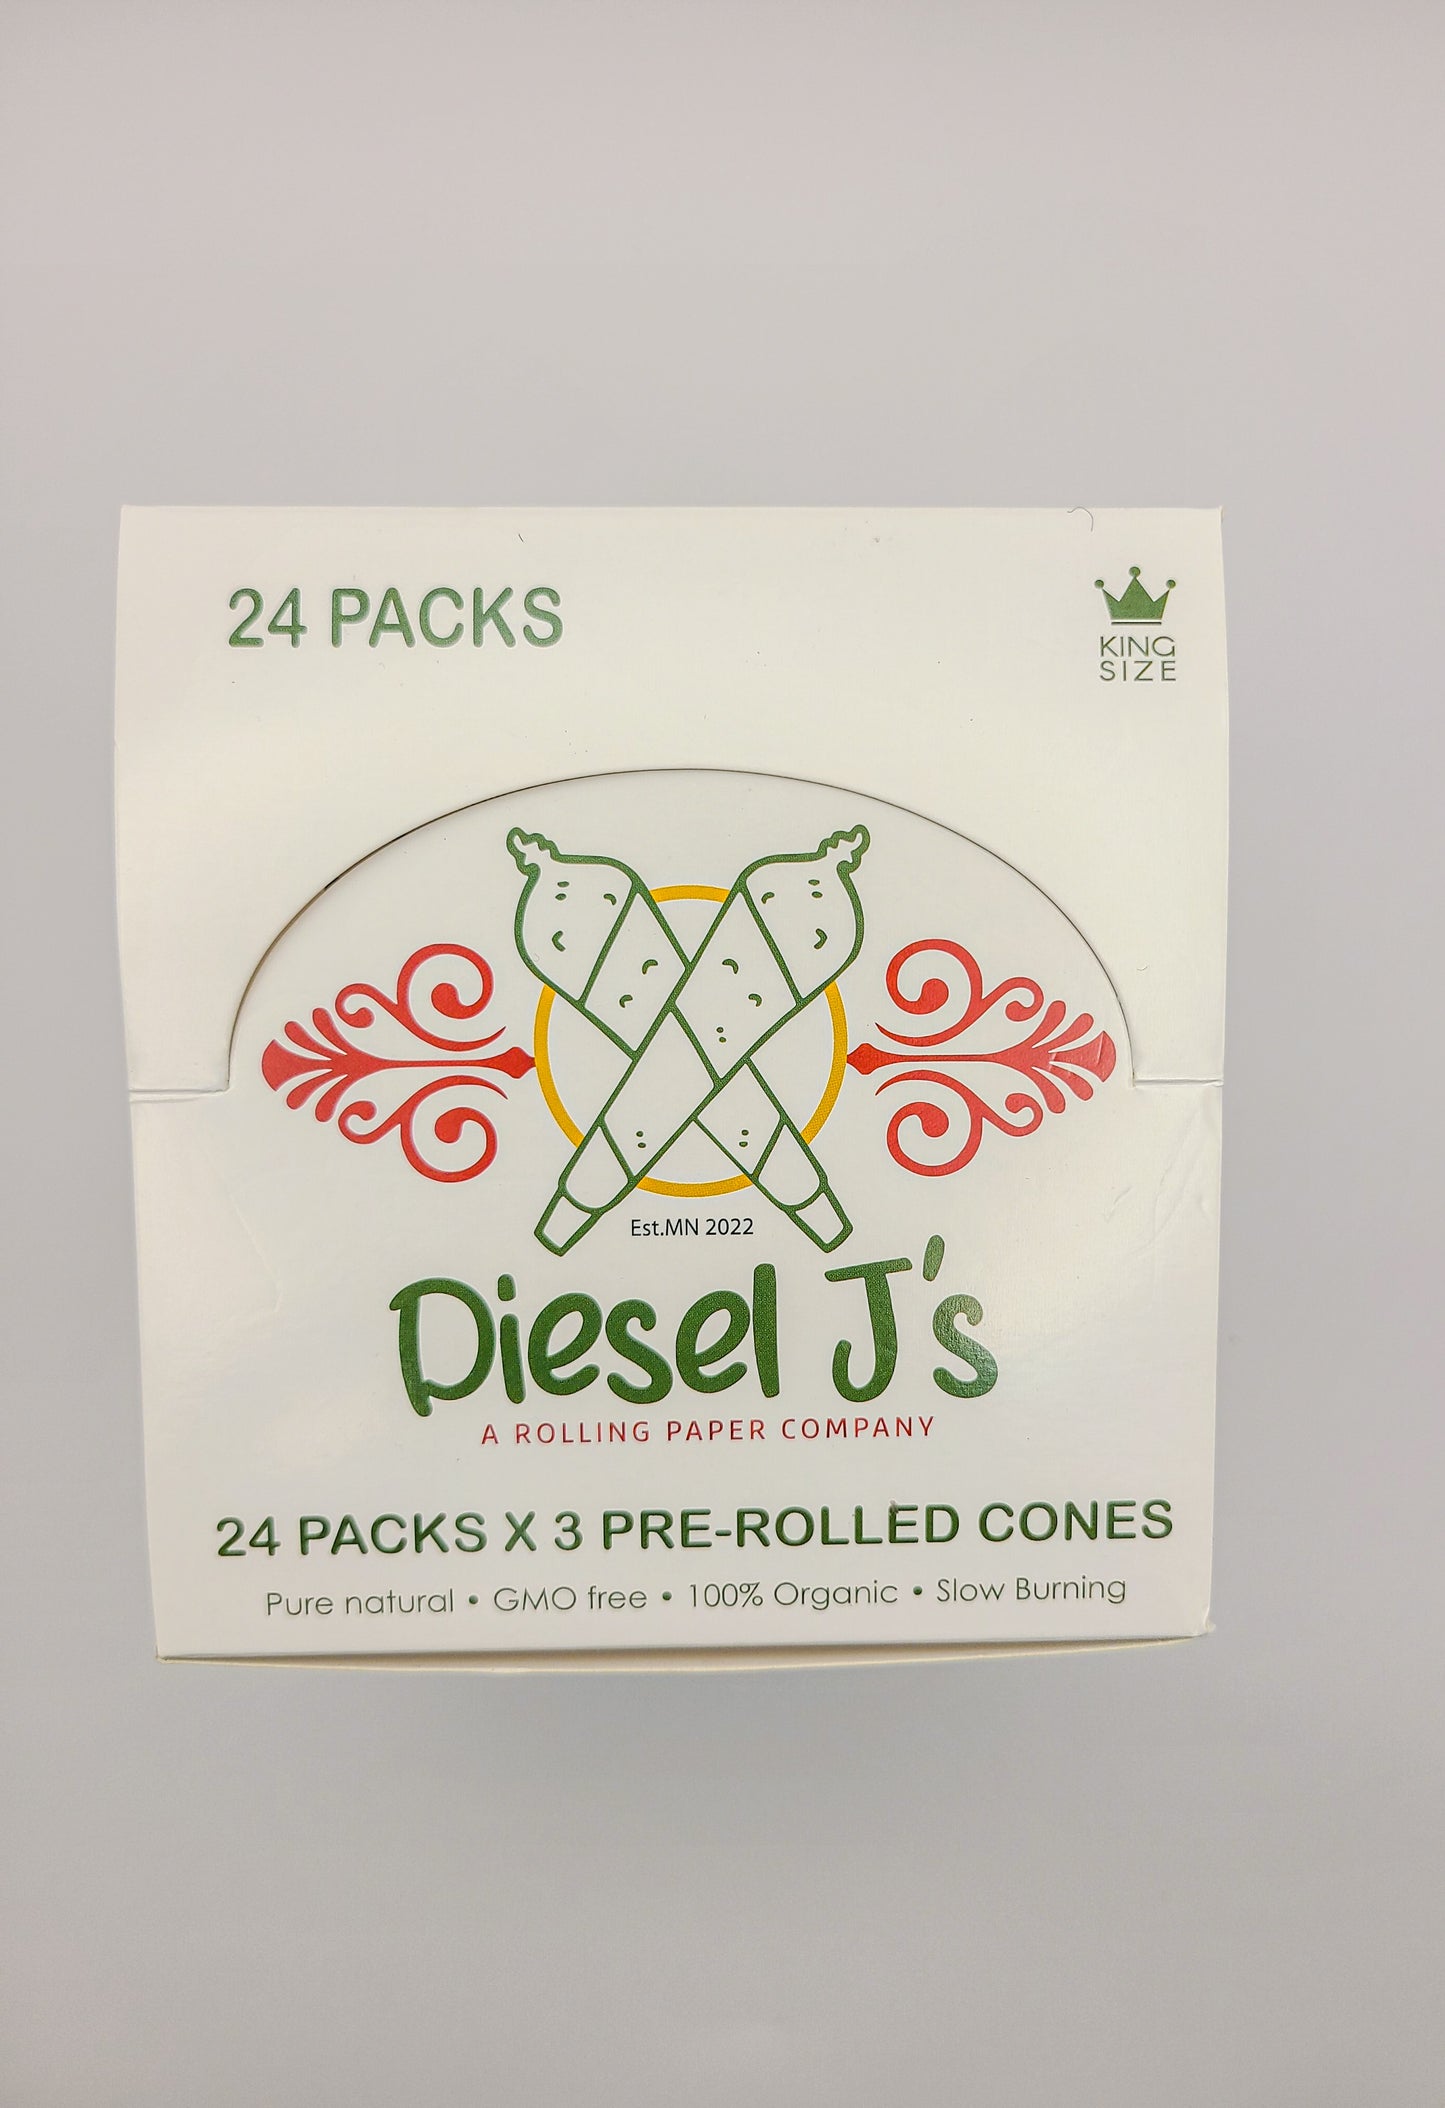 24 PACKS
KING
SIZE
Est.MN 2022
Diesel J's
A ROLLING PAPER COMPANY
24 PACKS X 3 PRE-ROLLED CONES
Pure natural • GMO free • 100% Organic • Slow Burning